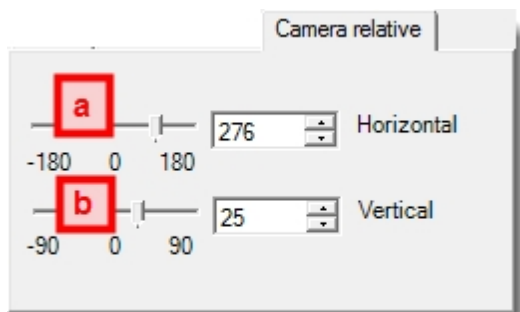 Camera relative
a
276 Horizontal
-180 0 180
b
25 Vertical
-90 0 90